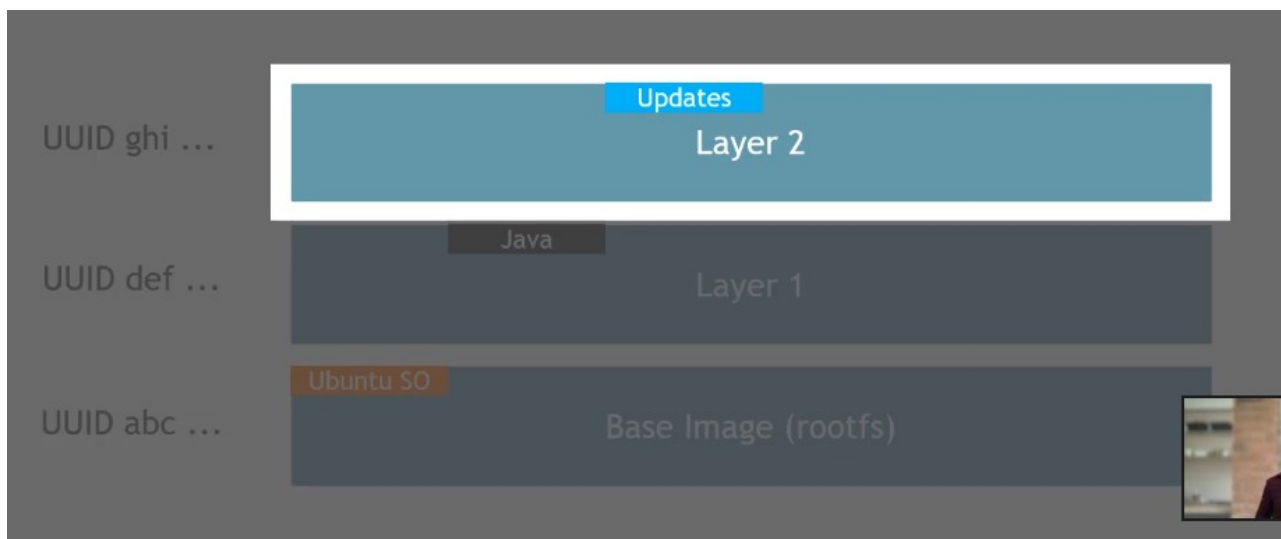 Updates
UUID ghi ...
Layer 2
Java
UUID def ...
Layer 1
Ubuntu SO
UUID abc ...
Base Image (rootfs)